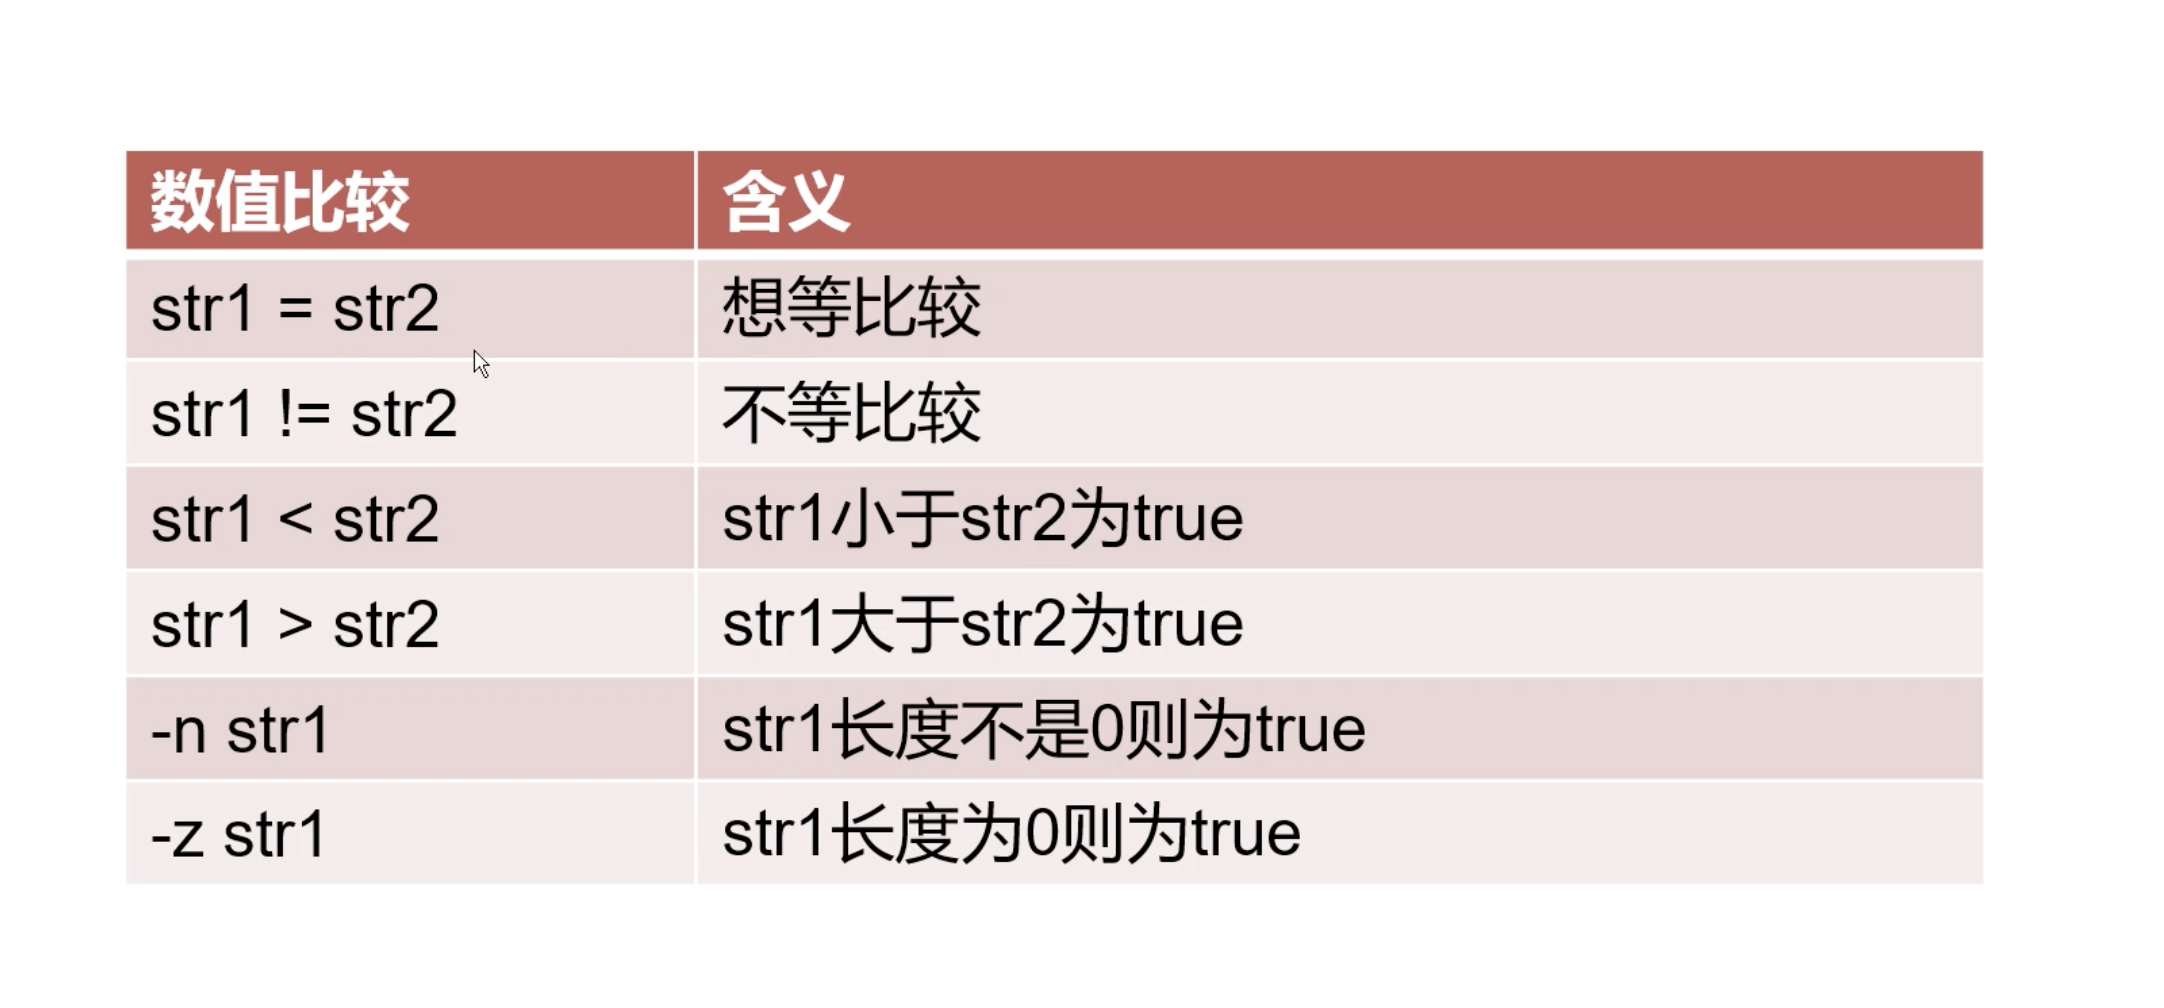 数值比较 含义
str1 = str2 想等比较
str1 != str2 不等比较
str1 < str2 str1小于str2为true
str1 > str2 str1大于str2为true
-n str1 str1长度不是0则为true
-z str1 str1长度为0则为true